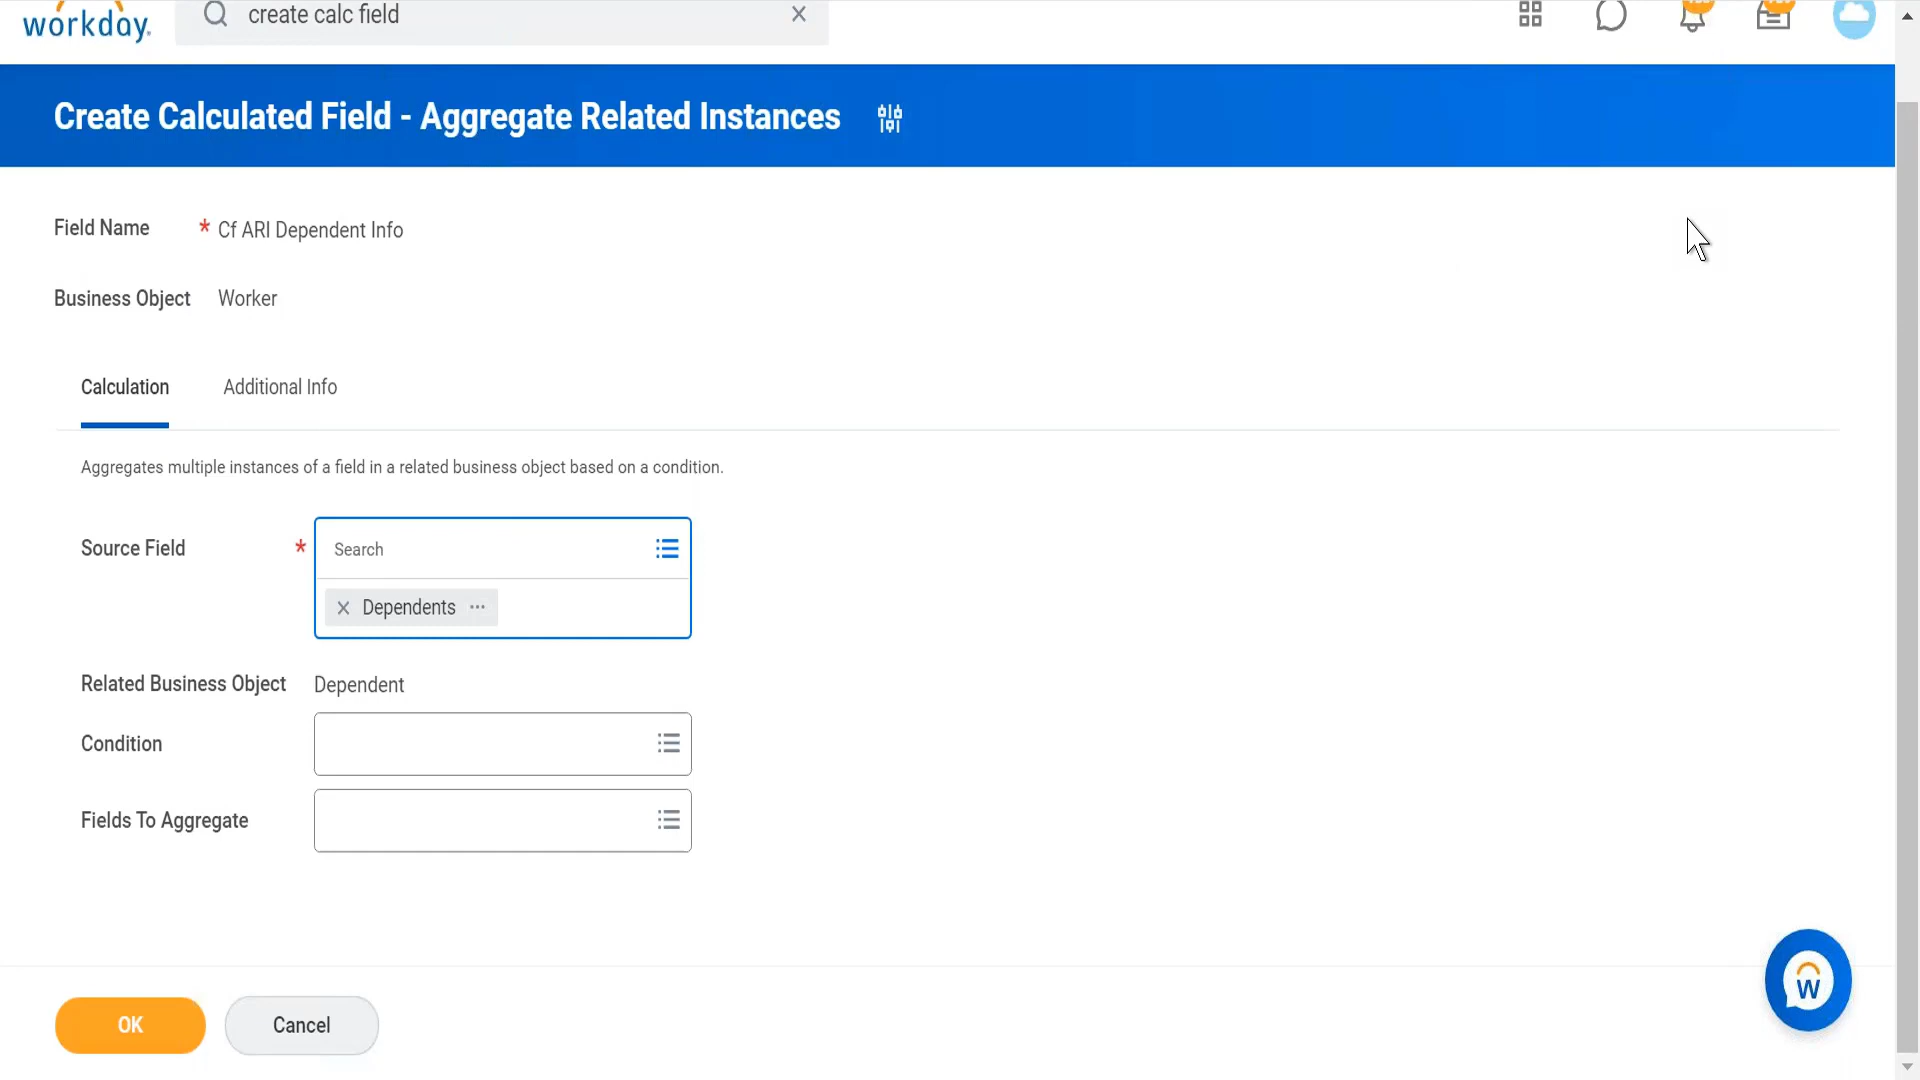 workday.
create calc field
Create Calculated Field - Aggregate Related Instances
Field Name * Cf ARI Dependent Info
Business Object Worker
Calculation Additional Info
Aggregates multiple instances of a field in a related business object based on a condition.
Source Field * Search
Dependents
Related Business Object Dependent
Condition
Fields To Aggregate
W
OK Cancel